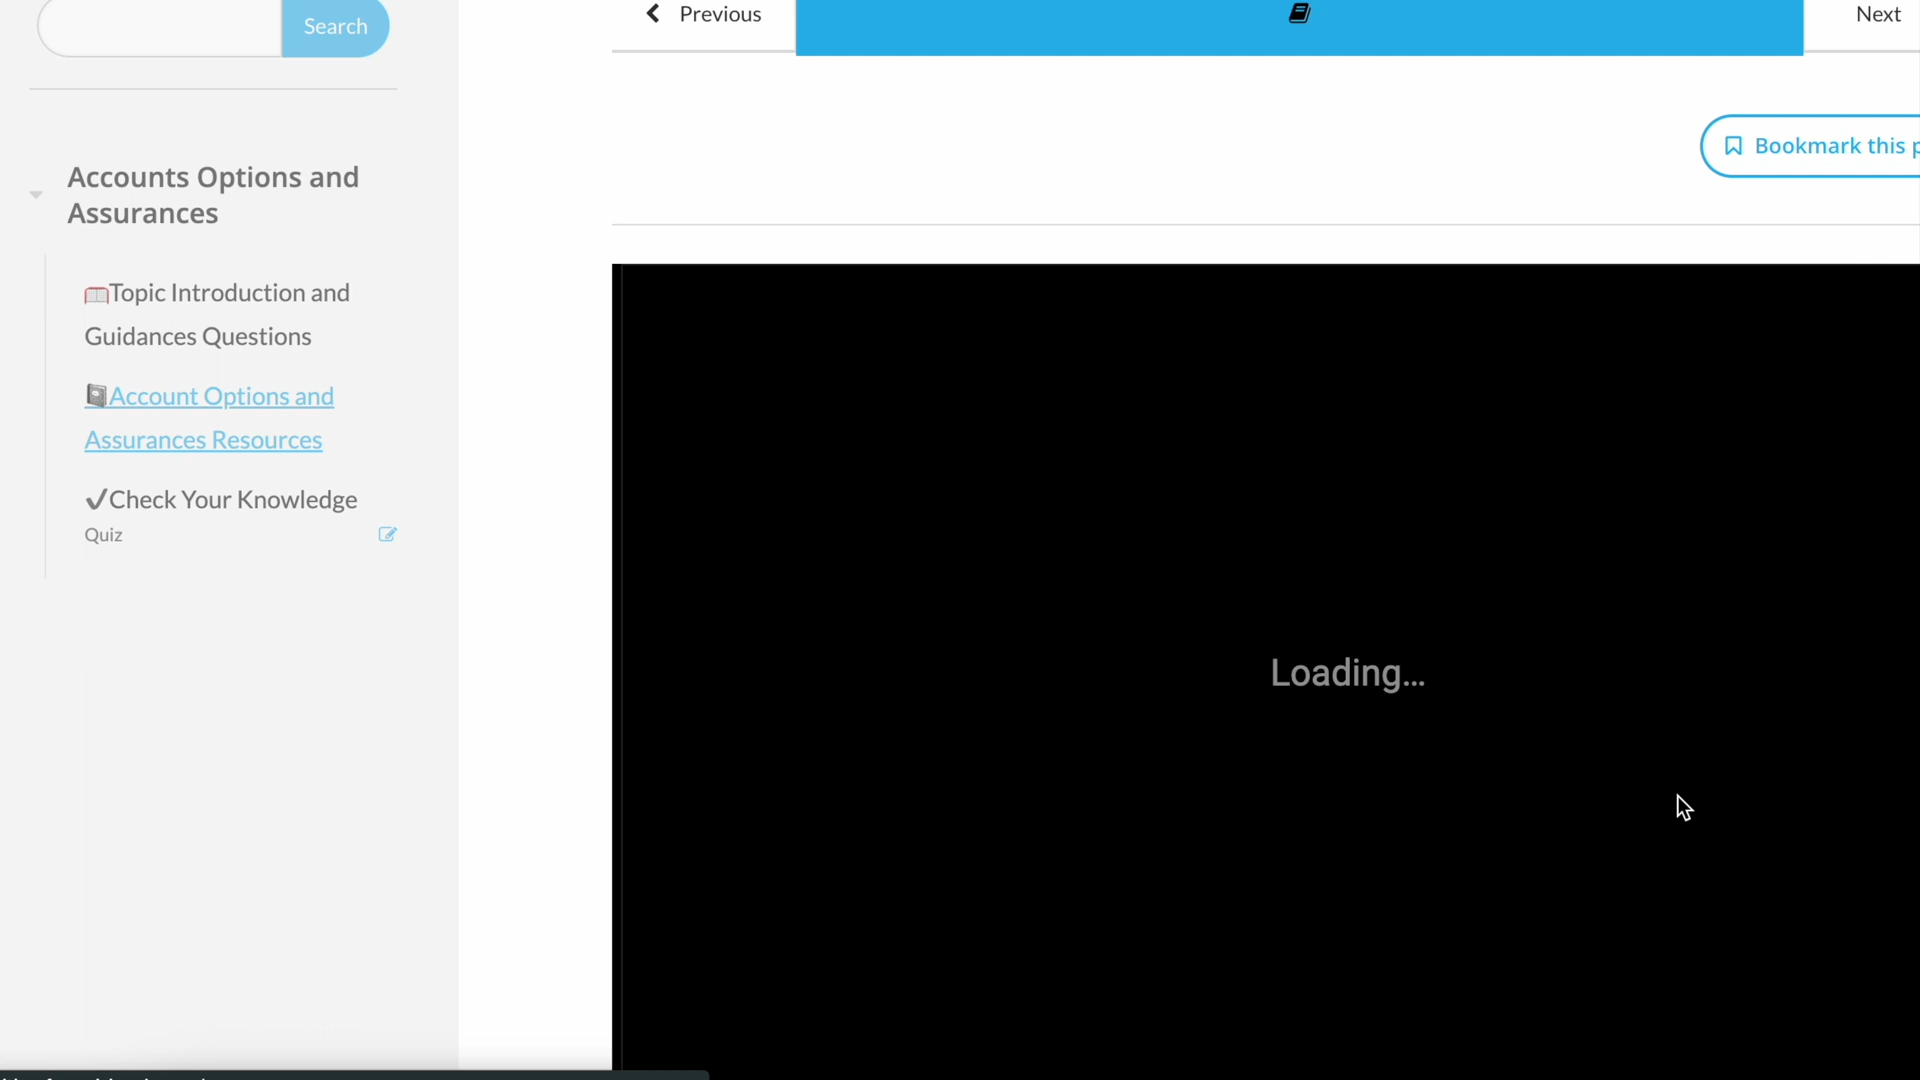 Search
Previous
Next
Bookmark this p
Accounts Options and
Assurances
Topic Introduction and
Guidances Questions
Account Options and
Assurances Resources
Check Your Knowledge
Quiz
Loading...